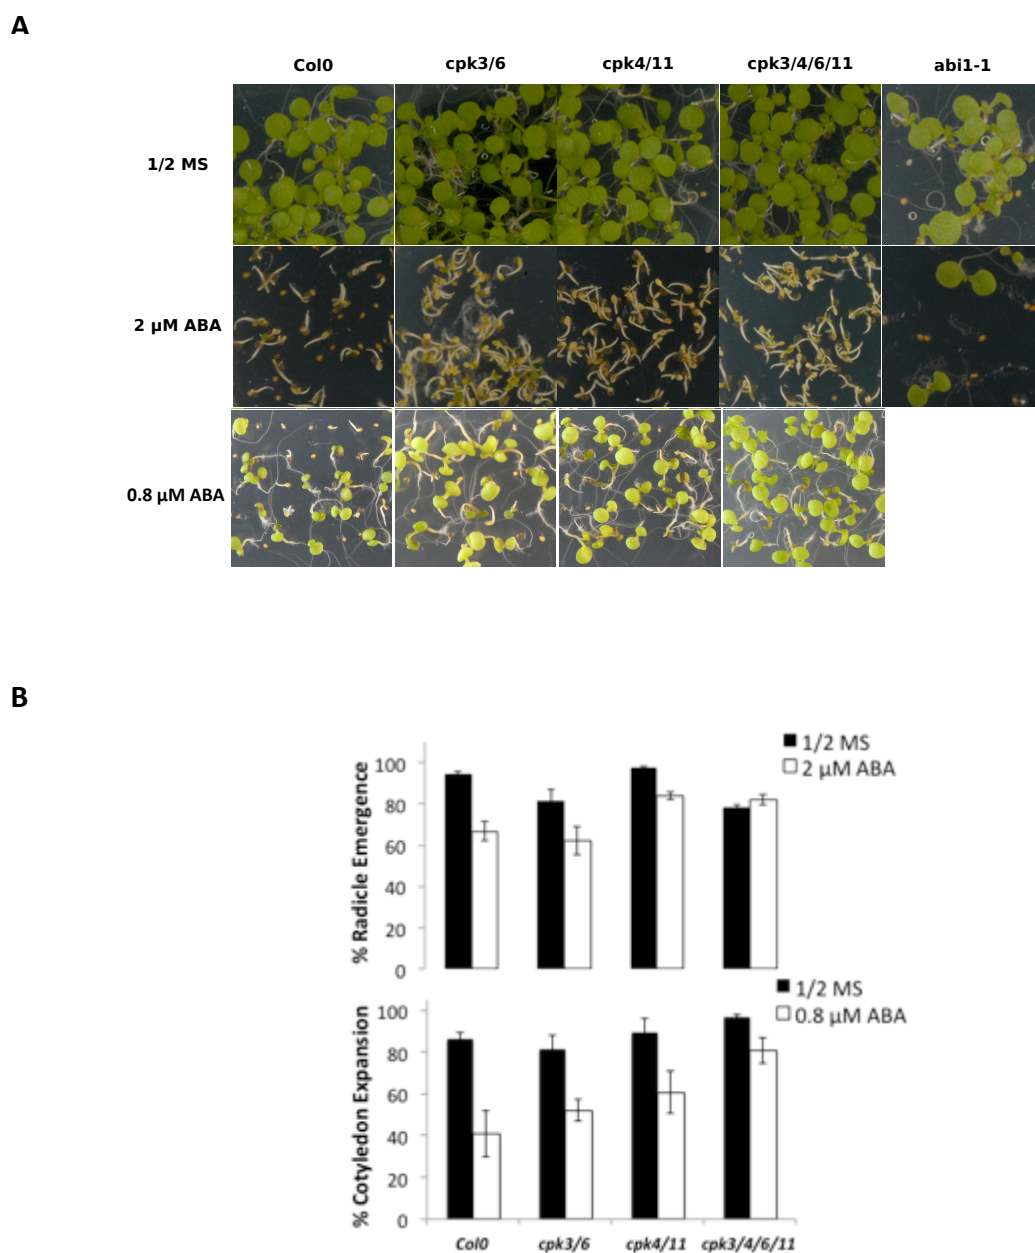 A
Col0 cpk3/6 cpk4/11 cpk3/4/6/11 abi1-1
1/2 MS
2 µM ABA
0.8 µM ABA
B
1/2 MS
2 µM ABA
% Radicle Emergence
100
80
60
40
20
0
1/2 MS
0.8 µM ABA
% Cotyledon Expansion
100
80
60
40
20
0
Col0 cpk3/6 cpk4/11 cpk3/4/6/11